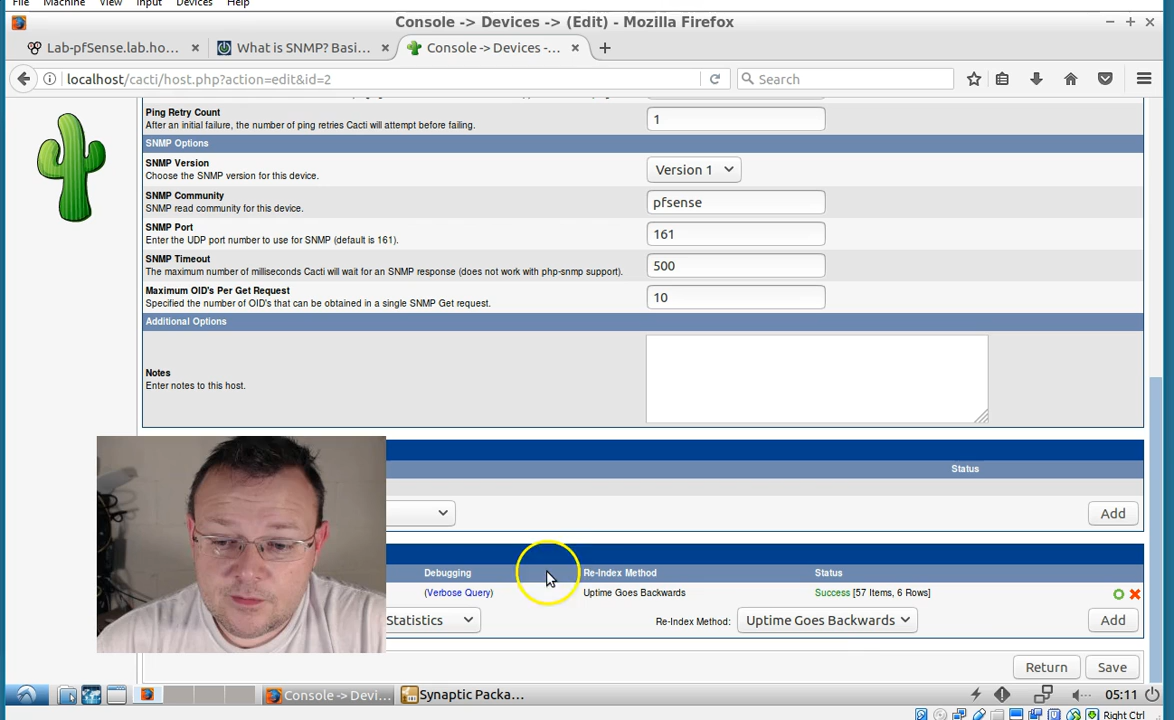 File Machine View Input Devices Help
Console -> Devices -> (Edit) - Mozilla Firefox
Lab-pfSense.lab.ho... × What is SNMP? Basi... × Console -> Devices -... × +
localhost/cacti/host.php?action=edit&id=2 Search
Ping Retry Count
After an initial failure, the number of ping retries Cacti will attempt before failing.
1
SNMP Options
SNMP Version
Choose the SNMP version for this device.
Version 1
SNMP Community
SNMP read community for this device.
pfsense
SNMP Port
Enter the UDP port number to use for SNMP (default is 161).
161
SNMP Timeout
The maximum number of milliseconds Cacti will wait for an SNMP response (does not work with php-snmp support).
500
Maximum OID's Per Get Request
Specified the number of OID's that can be obtained in a single SNMP Get request.
10
Additional Options
Notes
Enter notes to this host.
Status
Add
Debugging Re-Index Method Status
(Verbose Query) Uptime Goes Backwards Success [57 Items, 6 Rows]
Statistics Re-Index Method: Uptime Goes Backwards Add
Return Save
Console -> Devi... Synaptic Packa... 05:11
Right Ctrl